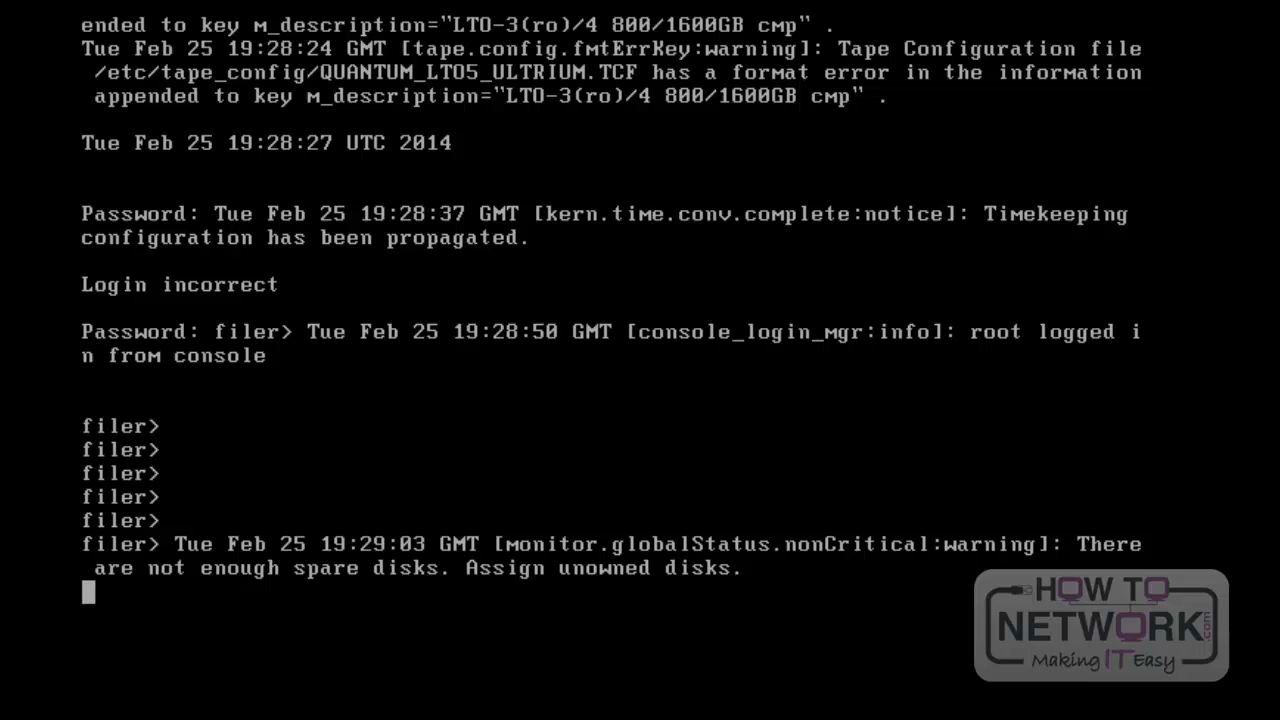 ended to key m_description="LTO-3(ro)/4 800/1600GB cmp" .
Tue Feb 25 19:28:24 GMT [tape.config.fmtErrKey:warning]: Tape Configuration file
/etc/tape_config/QUANTUM_LTO5_ULTRIUM.TCF has a format error in the information
appended to key m_description="LTO-3(ro)/4 800/1600GB cmp" .
Tue Feb 25 19:28:27 UTC 2014
Password: Tue Feb 25 19:28:37 GMT [kern.time.conv.complete:notice]: Timekeeping
configuration has been propagated.
Login incorrect
Password: filer> Tue Feb 25 19:28:50 GMT [console_login_mgr:info]: root logged i
n from console
filer>
filer>
filer>
filer>
filer>
filer> Tue Feb 25 19:29:03 GMT [monitor.globalStatus.nonCritical:warning]: There
are not enough spare disks. Assign unowned disks.
HOW TO
NETWORK.com
Making IT Easy